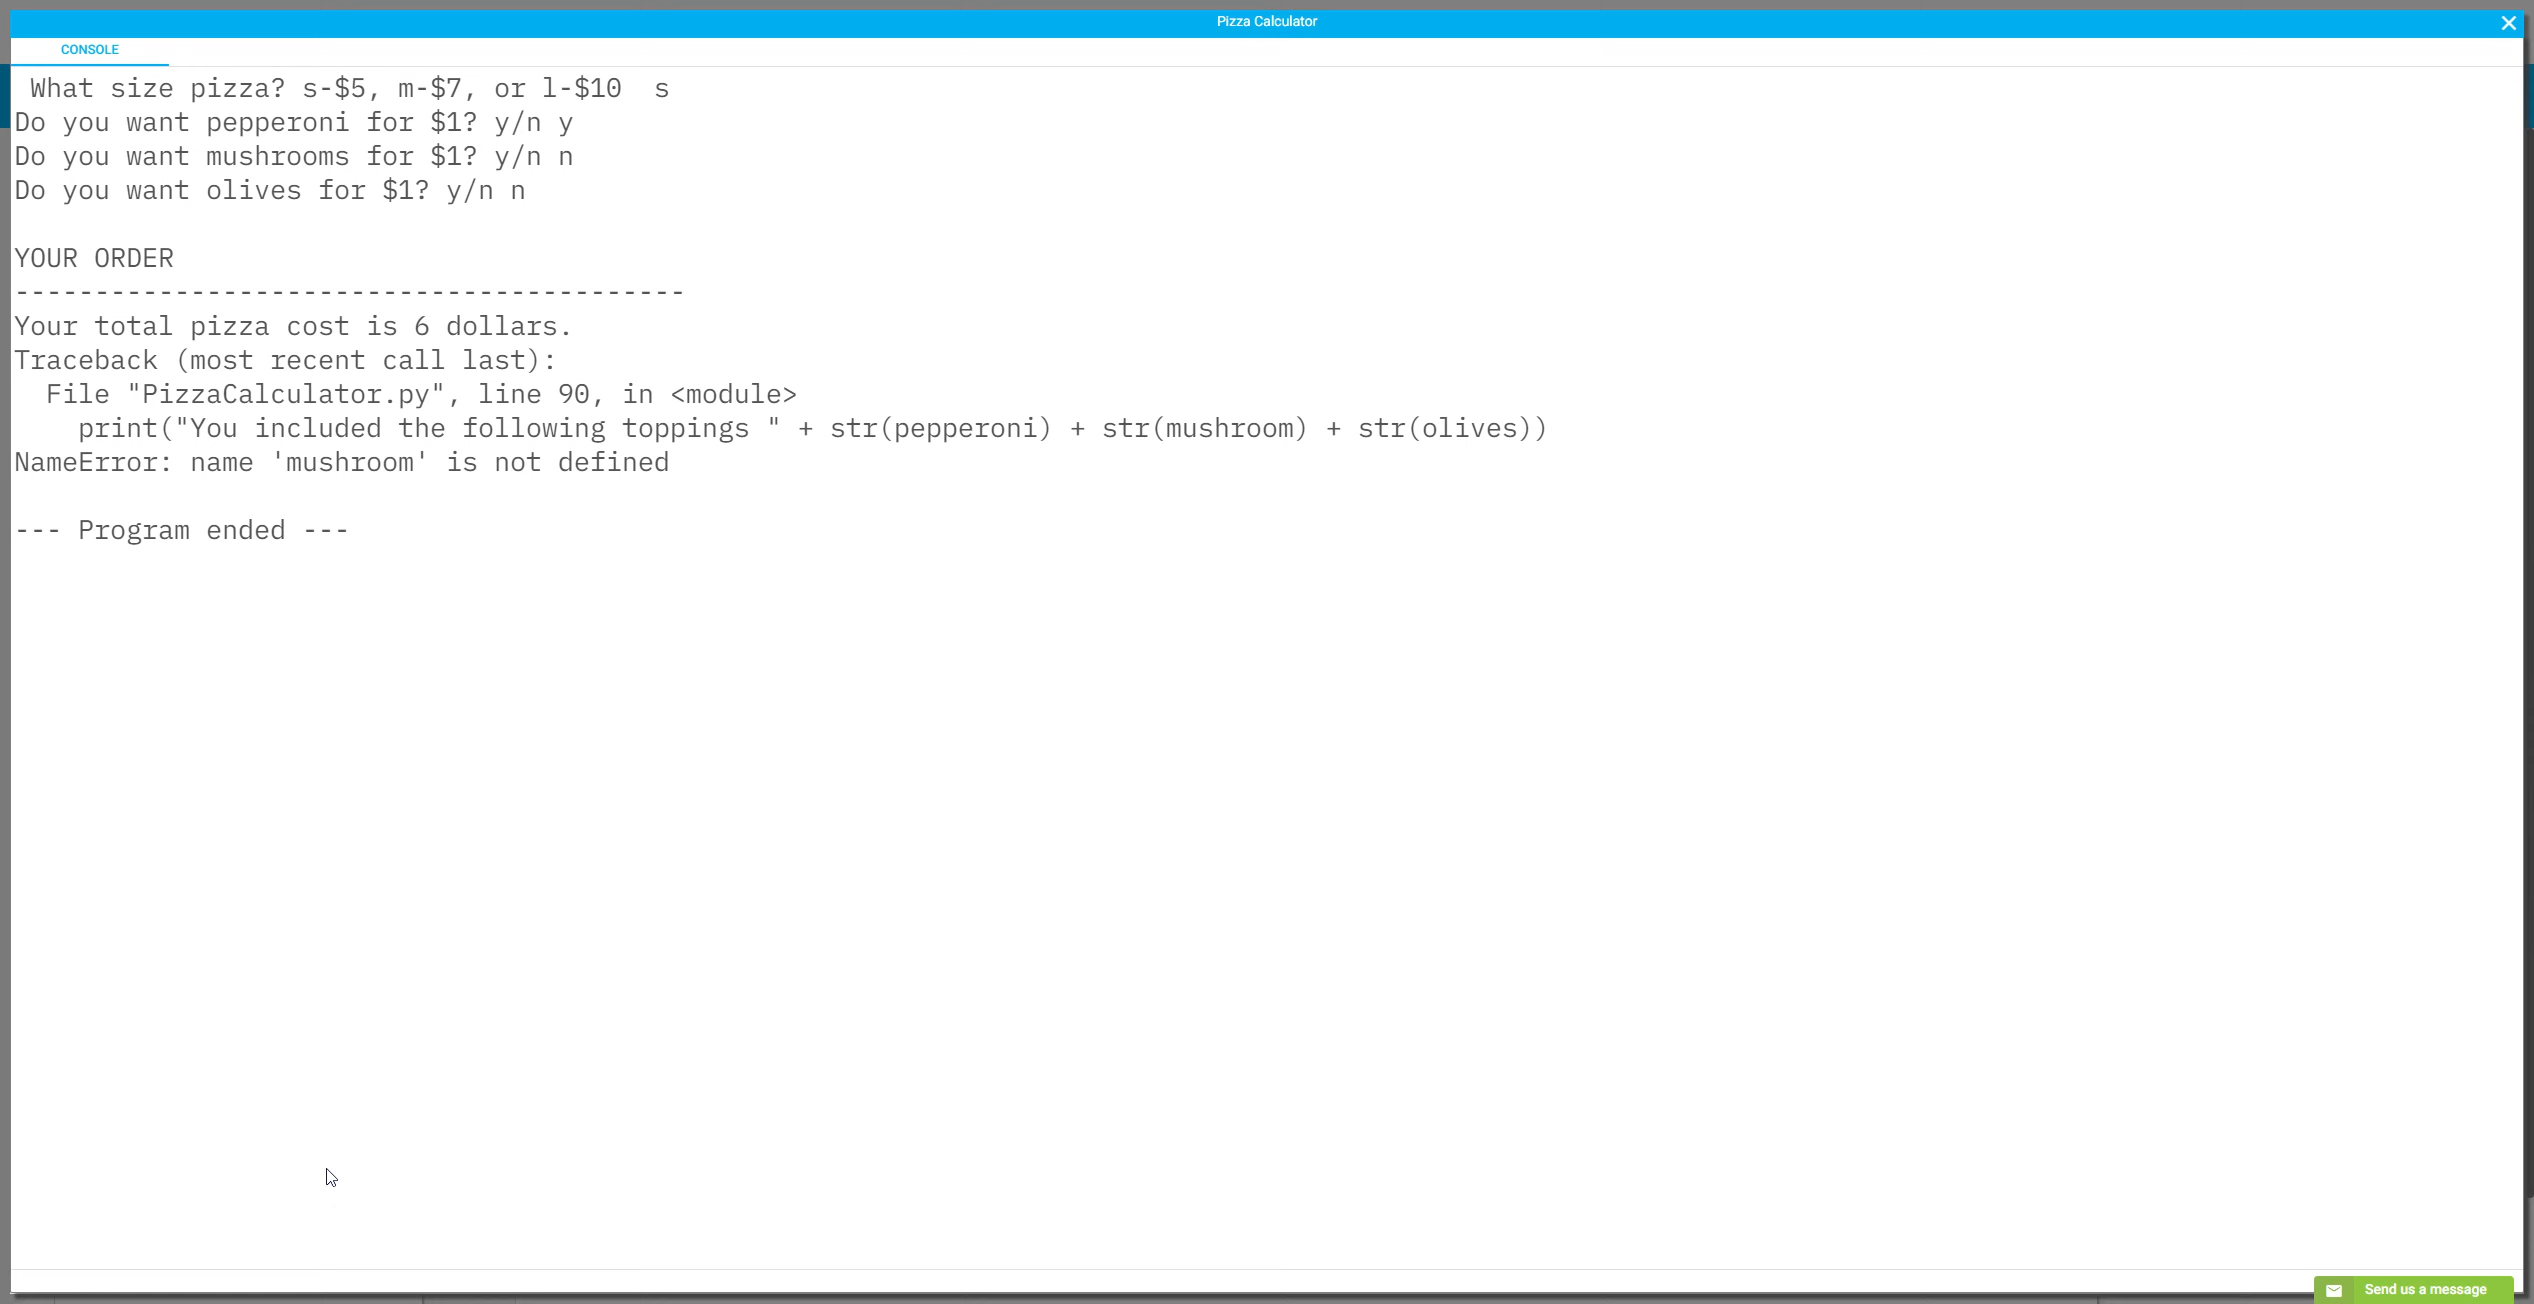 Pizza Calculator
CONSOLE
What size pizza? s-$5, m-$7, or l-$10  s
Do you want pepperoni for $1? y/n y
Do you want mushrooms for $1? y/n n
Do you want olives for $1? y/n n
YOUR ORDER
------------------------------------------
Your total pizza cost is 6 dollars.
Traceback (most recent call last):
  File "PizzaCalculator.py", line 90, in <module>
    print("You included the following toppings " + str(pepperoni) + str(mushroom) + str(olives))
NameError: name 'mushroom' is not defined
--- Program ended ---
Send us a message